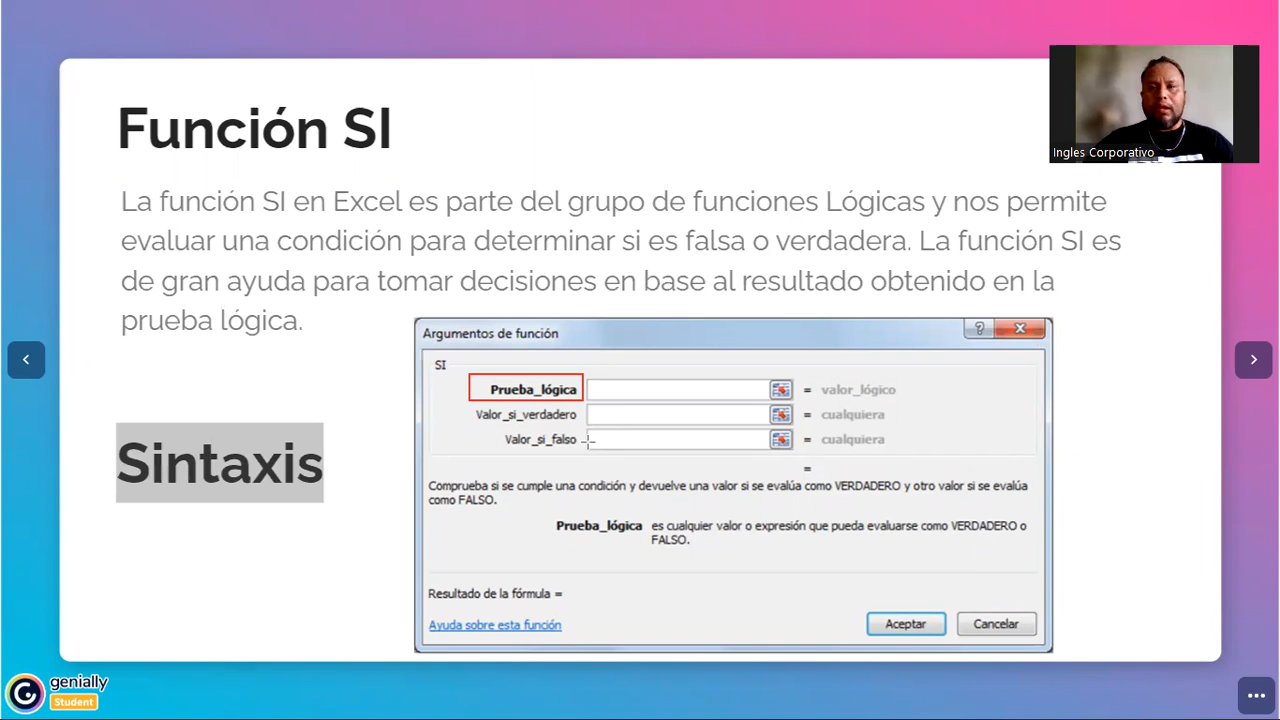 Función SI
Ingles Corporativo
La función SI en Excel es parte del grupo de funciones Lógicas y nos permite
evaluar una condición para determinar si es falsa o verdadera. La función SI es
de gran ayuda para tomar decisiones en base al resultado obtenido en la
prueba lógica.
Sintaxis
Argumentos de función
SI
Prueba_lógica = valor_lógico
Valor_si_verdadero = cualquiera
Valor_si_falso = cualquiera
=
Comprueba si se cumple una condición y devuelve una valor si se evalúa como VERDADERO y otro valor si se evalúa
como FALSO.
Prueba_lógica es cualquier valor o expresión que pueda evaluarse como VERDADERO o
FALSO.
Resultado de la fórmula =
Ayuda sobre esta función
Aceptar Cancelar
genially
Student